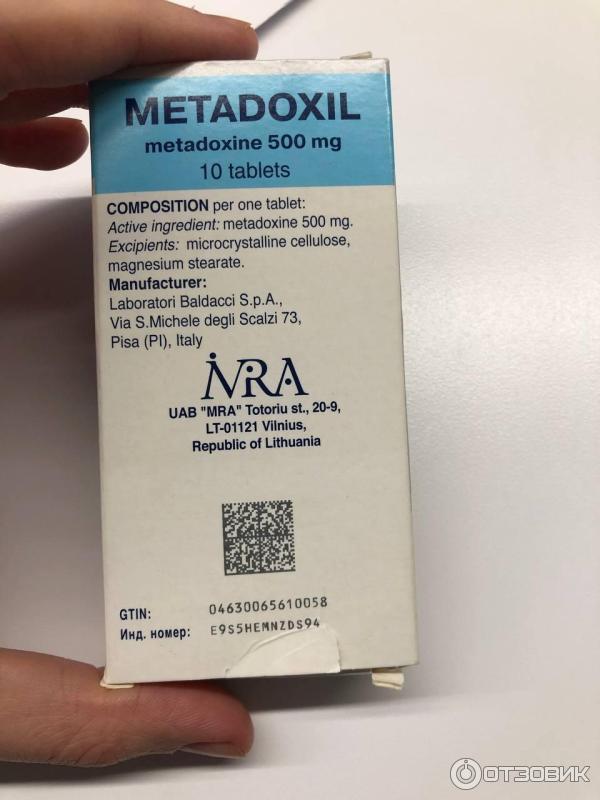 METADOXIL
metadoxine 500 mg
10 tablets
COMPOSITION per one tablet:
Active ingredient: metadoxine 500 mg.
Excipients: microcrystalline cellulose,
magnesium stearate.
Manufacturer:
Laboratori Baldacci S.p.A.,
Via S.Michele degli Scalzi 73,
Pisa (PI), Italy
MRA
UAB "MRA" Totoriu st., 20-9,
LT-01121 Vilnius,
Republic of Lithuania
GTIN: 04630065610058
Инд. номер: E9S5HEMNZDS94
ОТЗОВИК